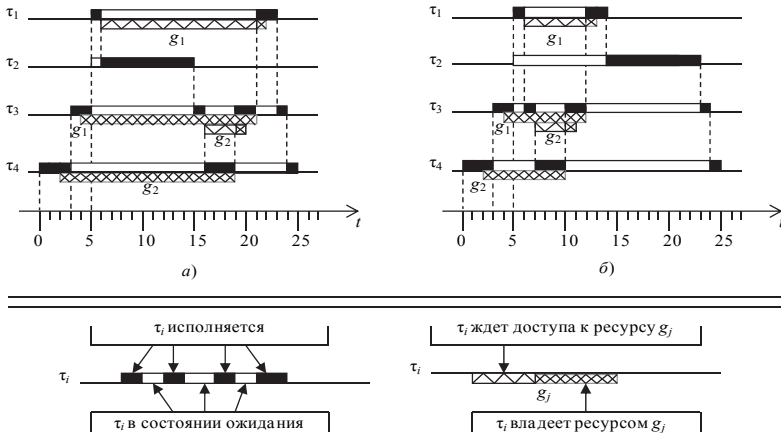 τ1
g1
τ2
τ3
g1
g2
τ4
g2
0 5 10 15 20 25 t
а)
τ1
g1
τ2
τ3
g1
g2
τ4
g2
0 5 10 15 20 25
б)
τi исполняется
τi
τi в состоянии ожидания
τi ждет доступа к ресурсу gj
τi
gj
τi владеет ресурсом gj